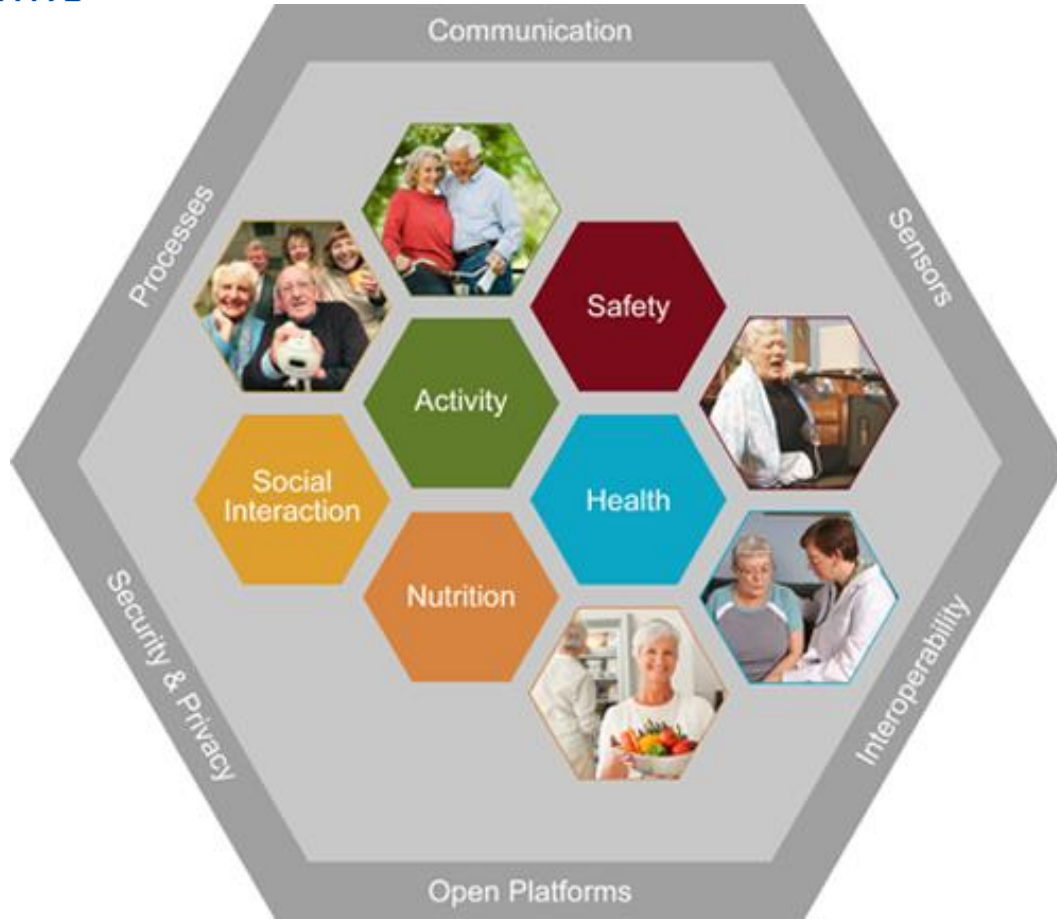 Communication
Processes
Sensors
Safety
Activity
Social
Interaction
Health
Nutrition
Security & Privacy
Interoperability
Open Platforms